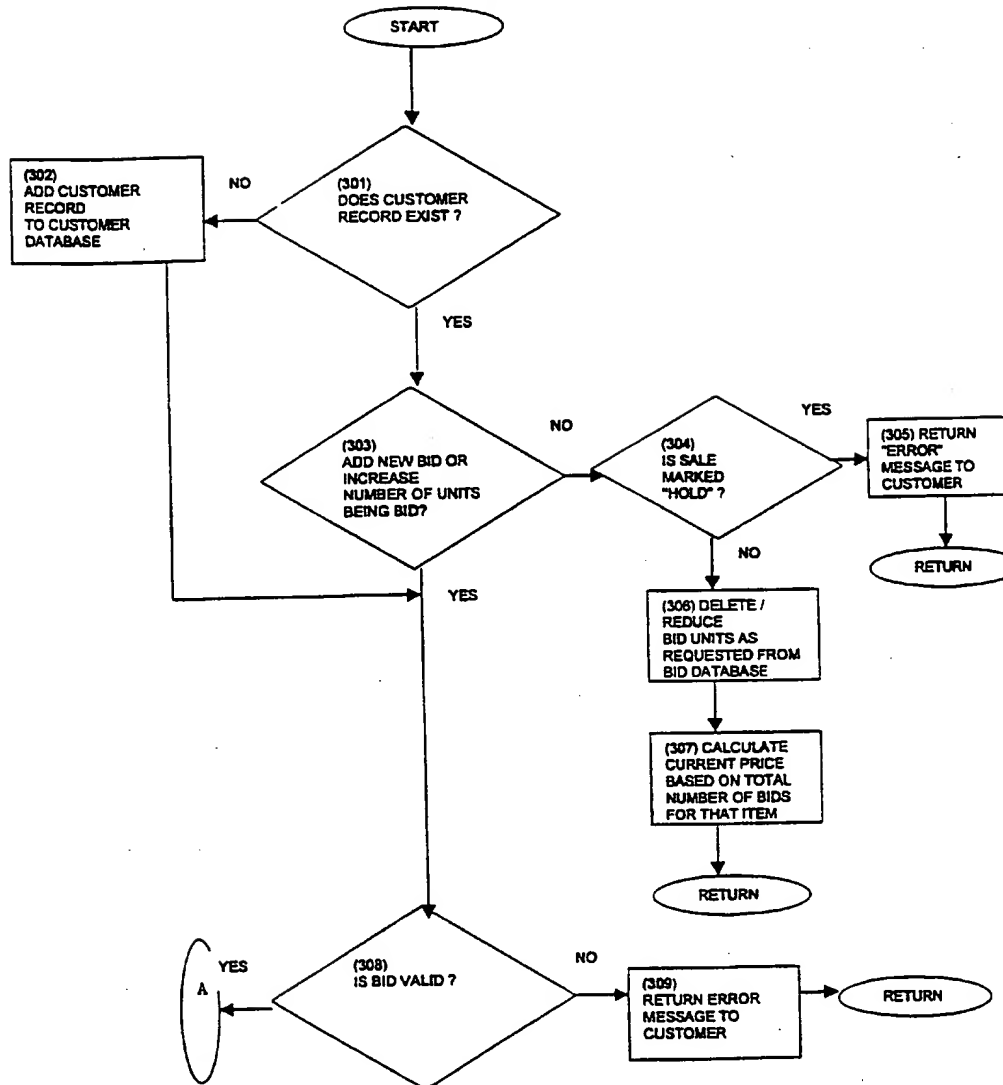 START
(301)
DOES CUSTOMER
RECORD EXIST ?
NO
(302)
ADD CUSTOMER
RECORD
TO CUSTOMER
DATABASE
YES
(303)
ADD NEW BID OR
INCREASE
NUMBER OF UNITS
BEING BID?
NO
(304)
IS SALE
MARKED
"HOLD" ?
YES
(305) RETURN
"ERROR"
MESSAGE TO
CUSTOMER
RETURN
NO
YES
(306) DELETE /
REDUCE
BID UNITS AS
REQUESTED FROM
BID DATABASE
(307) CALCULATE
CURRENT PRICE
BASED ON TOTAL
NUMBER OF BIDS
FOR THAT ITEM
RETURN
(308)
IS BID VALID ?
YES
A
NO
(309)
RETURN ERROR
MESSAGE TO
CUSTOMER
RETURN